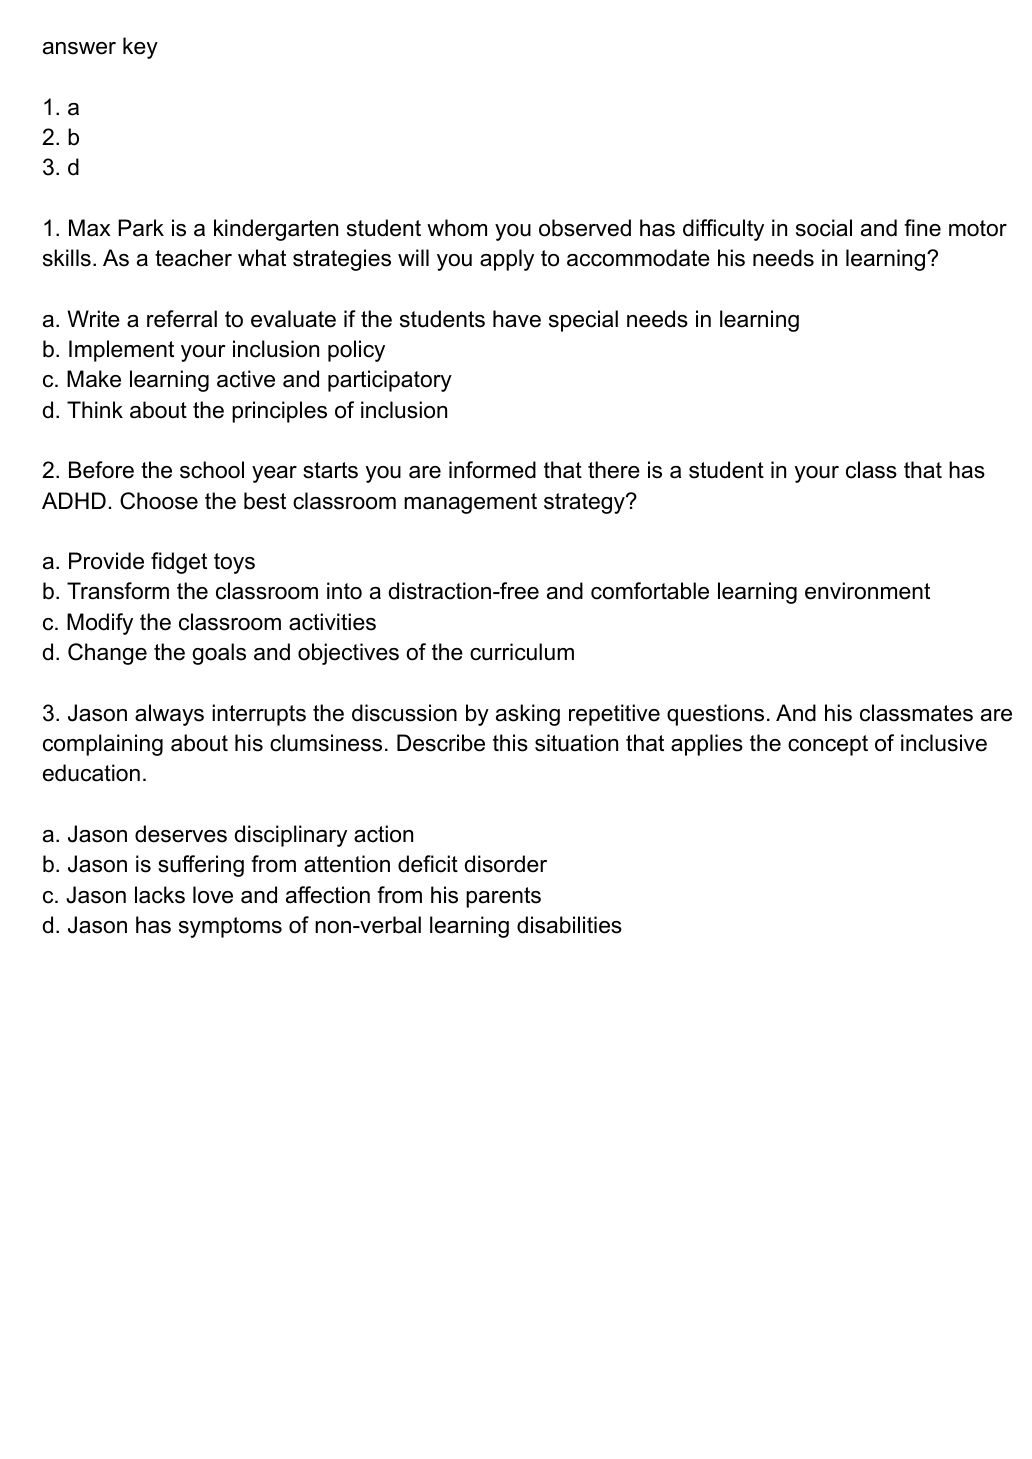 answer key
1. a
2. b
3. d
1. Max Park is a kindergarten student whom you observed has difficulty in social and fine motor
skills. As a teacher what strategies will you apply to accommodate his needs in learning?
a. Write a referral to evaluate if the students have special needs in learning
b. Implement your inclusion policy
c. Make learning active and participatory
d. Think about the principles of inclusion
2. Before the school year starts you are informed that there is a student in your class that has
ADHD. Choose the best classroom management strategy?
a. Provide fidget toys
b. Transform the classroom into a distraction-free and comfortable learning environment
c. Modify the classroom activities
d. Change the goals and objectives of the curriculum
3. Jason always interrupts the discussion by asking repetitive questions. And his classmates are
complaining about his clumsiness. Describe this situation that applies the concept of inclusive
education.
a. Jason deserves disciplinary action
b. Jason is suffering from attention deficit disorder
c. Jason lacks love and affection from his parents
d. Jason has symptoms of non-verbal learning disabilities